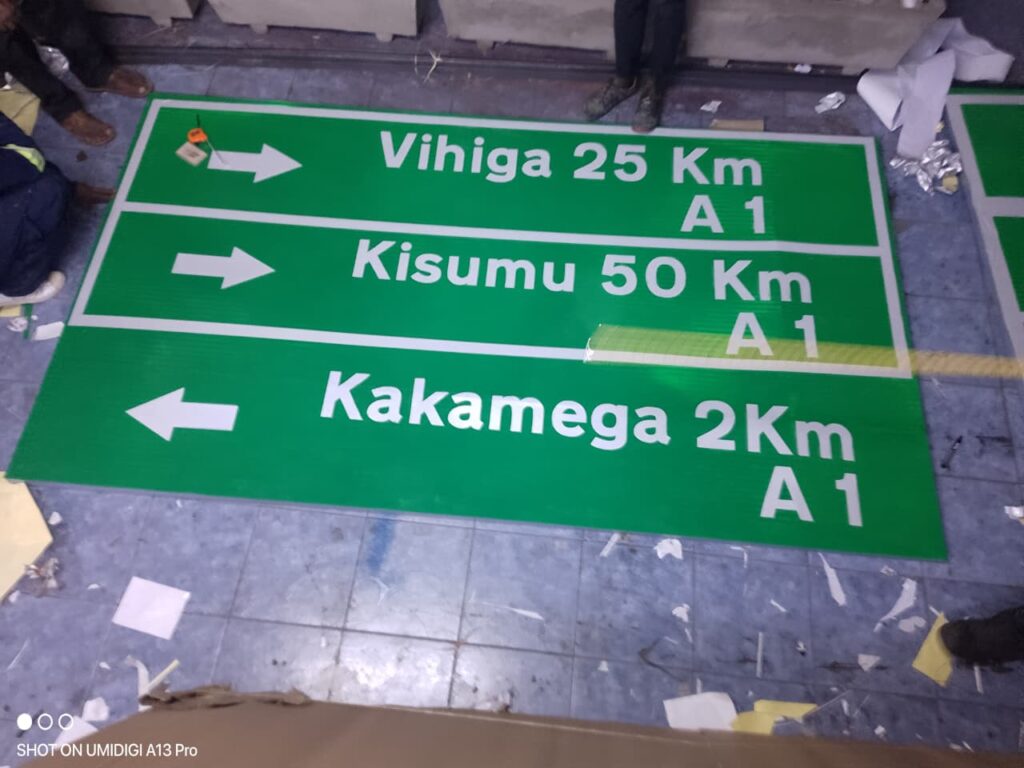 Vihiga 25 Km
A 1
Kisumu 50 Km
A 1
Kakamega 2Km
A 1
SHOT ON UMIDIGI A13 Pro